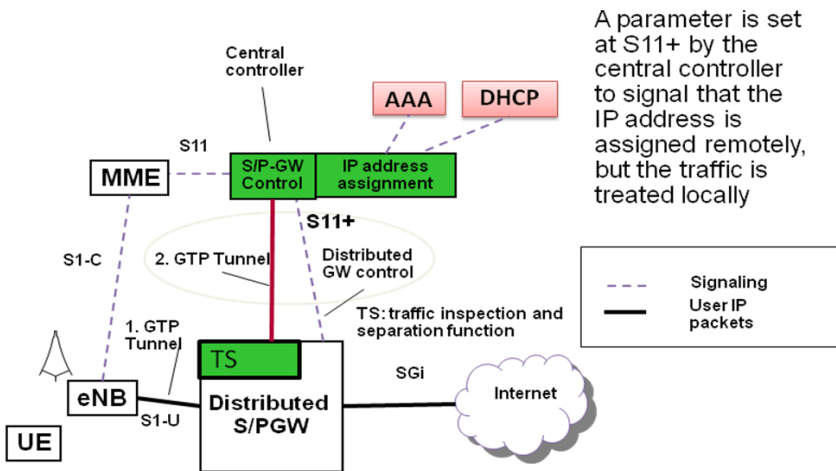 Central
controller
A parameter is set
at S11+ by the
central controller
to signal that the
IP address is
assigned remotely,
but the traffic is
treated locally
AAA
DHCP
S11
MME
S/P-GW
Control
IP address
assignment
S11+
S1-C
2. GTP Tunnel
Distributed
GW control
TS: traffic inspection and
separation function
Signaling
User IP
packets
1. GTP
Tunnel
TS
SGi
Internet
eNB
S1-U
Distributed
S/PGW
UE